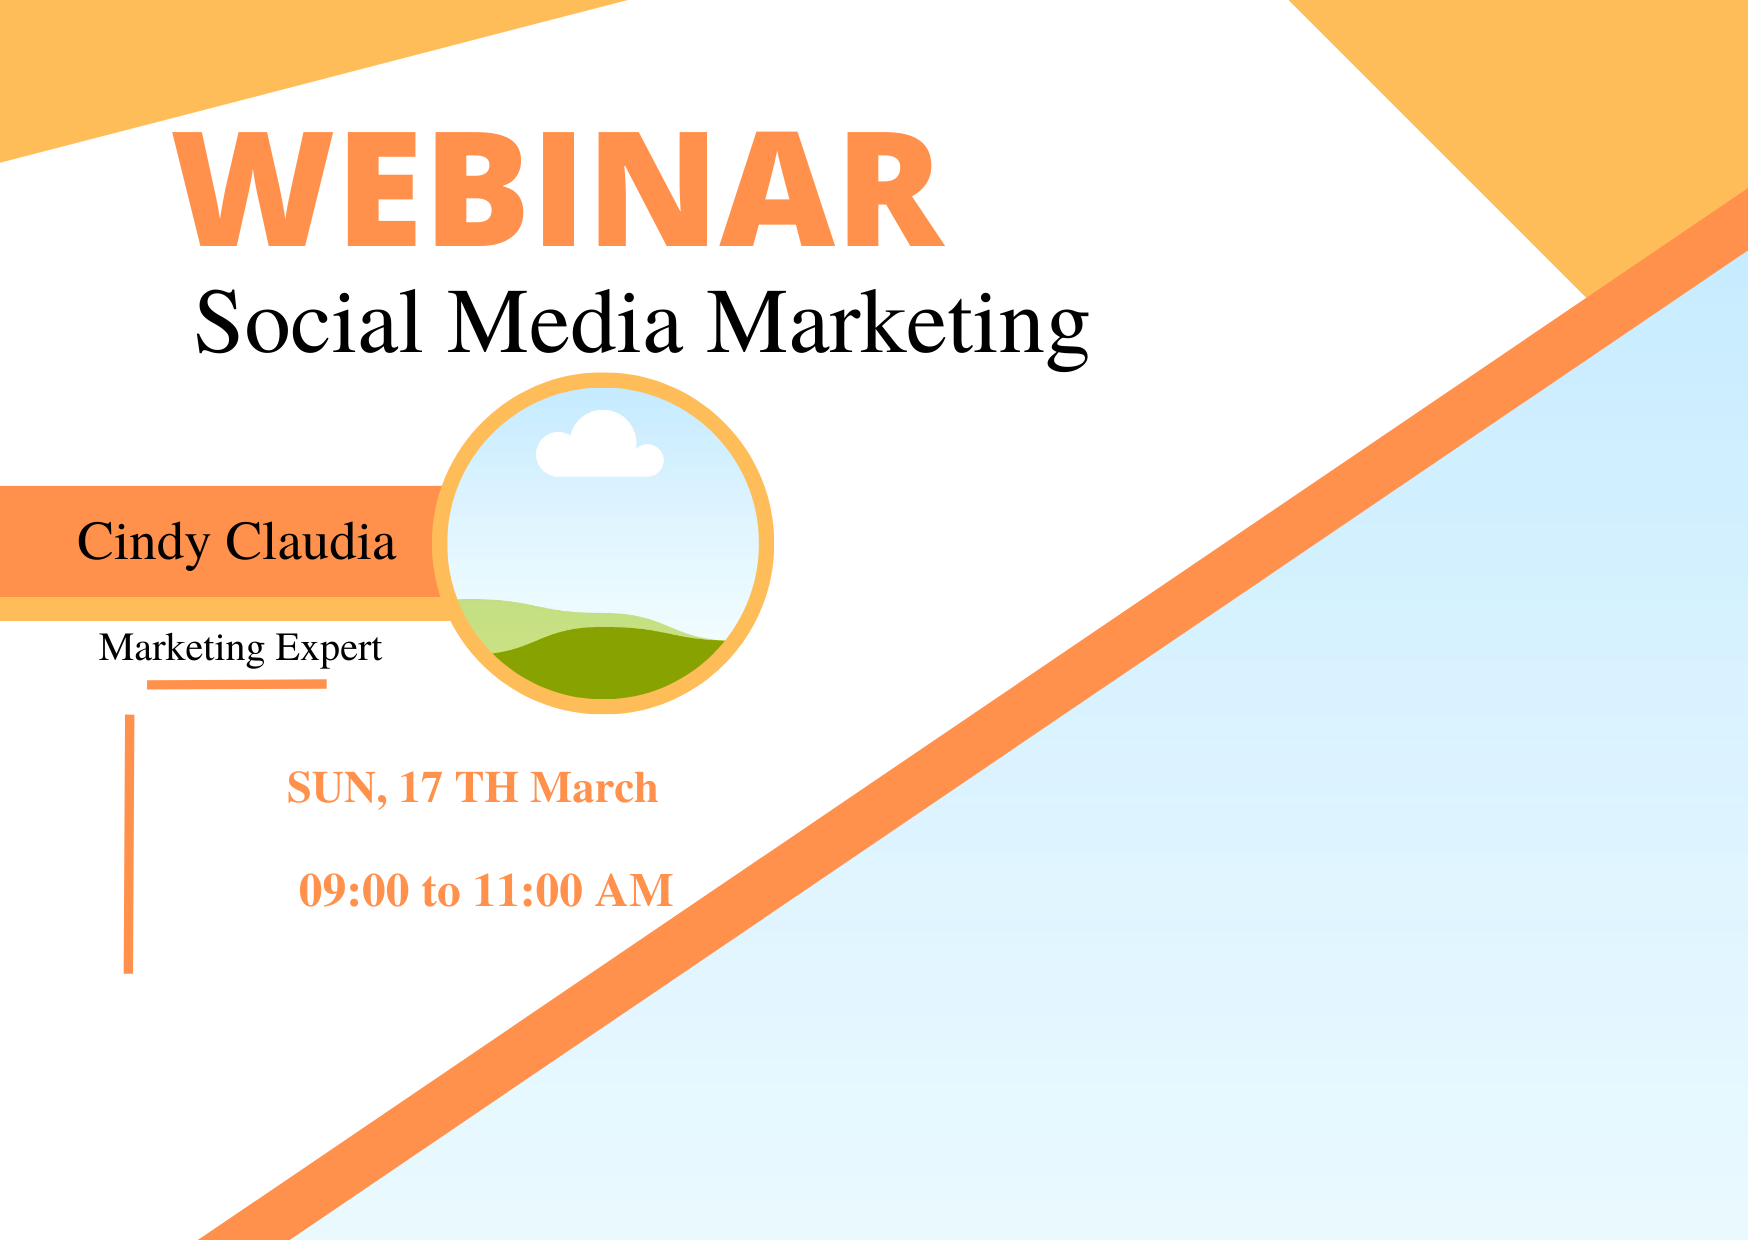 WEBINAR
Social Media Marketing
Cindy Claudia
Marketing Expert
SUN, 17 TH March
09:00 to 11:00 AM